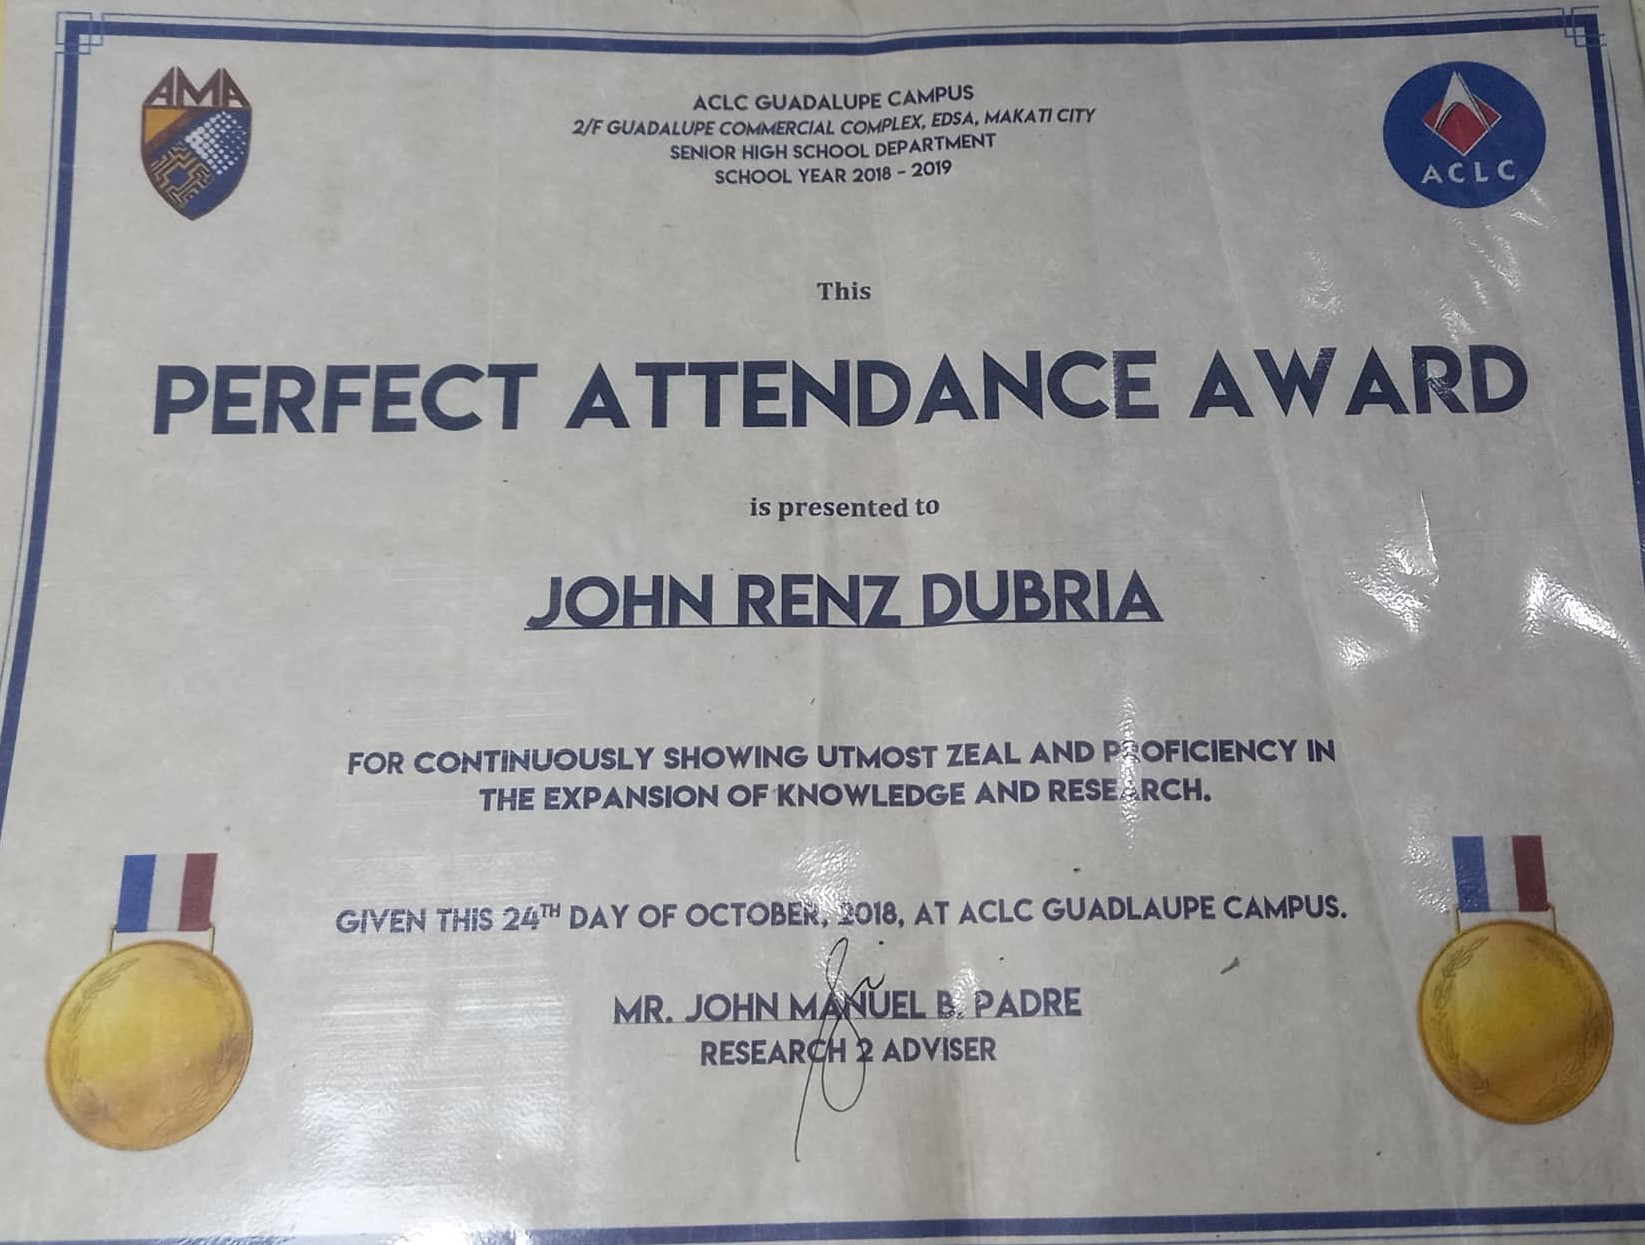 AMA
ACLC
ACLC GUADALUPE CAMPUS
2/F GUADALUPE COMMERCIAL COMPLEX, EDSA, MAKATI CITY
SENIOR HIGH SCHOOL DEPARTMENT
SCHOOL YEAR 2018 - 2019
This
PERFECT ATTENDANCE AWARD
is presented to
JOHN RENZ DUBRIA
FOR CONTINUOUSLY SHOWING UTMOST ZEAL AND PROFICIENCY IN
THE EXPANSION OF KNOWLEDGE AND RESEARCH.
GIVEN THIS 24TH DAY OF OCTOBER, 2018, AT ACLC GUADLAUPE CAMPUS.
MR. JOHN MANUEL B. PADRE
RESEARCH 2 ADVISER